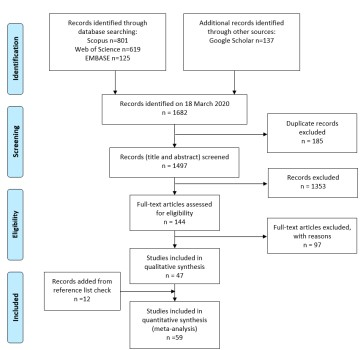 Identification
Records identified through
database searching:
Scopus n=801
Web of Science n=619
EMBASE n=125
Additional records identified
through other sources:
Google Scholar n=137
Records identified on 18 March 2020
n = 1682
Screening
Duplicate records
excluded
n = 185
Records (title and abstract) screened
n = 1497
Records excluded
n = 1353
Eligibility
Full-text articles assessed
for eligibility
n = 144
Full-text articles excluded,
with reasons
n = 97
Studies included in
qualitative synthesis
n = 47
Included
Records added from
reference list check
n =12
Studies included in
quantitative synthesis
(meta-analysis)
n =59